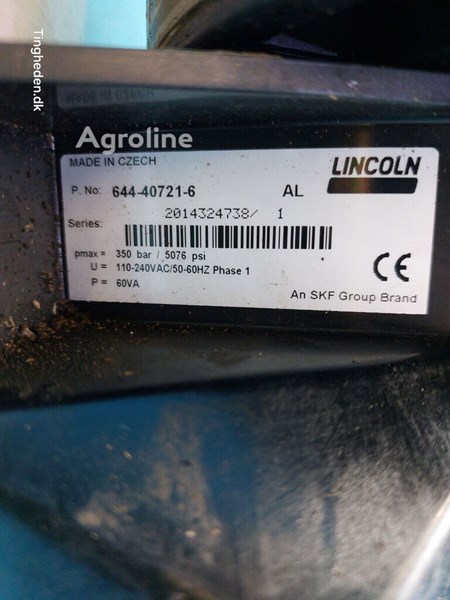 Tingheden.dk
Agroline
MADE IN CZECH
LINCOLN
P. No: 644-40721-6 AL
Series: 2014324738/ 1
pmax = 350 bar / 5076 psi
U = 110-240VAC/50-60HZ Phase 1
P = 60VA
CE
An SKF Group Brand